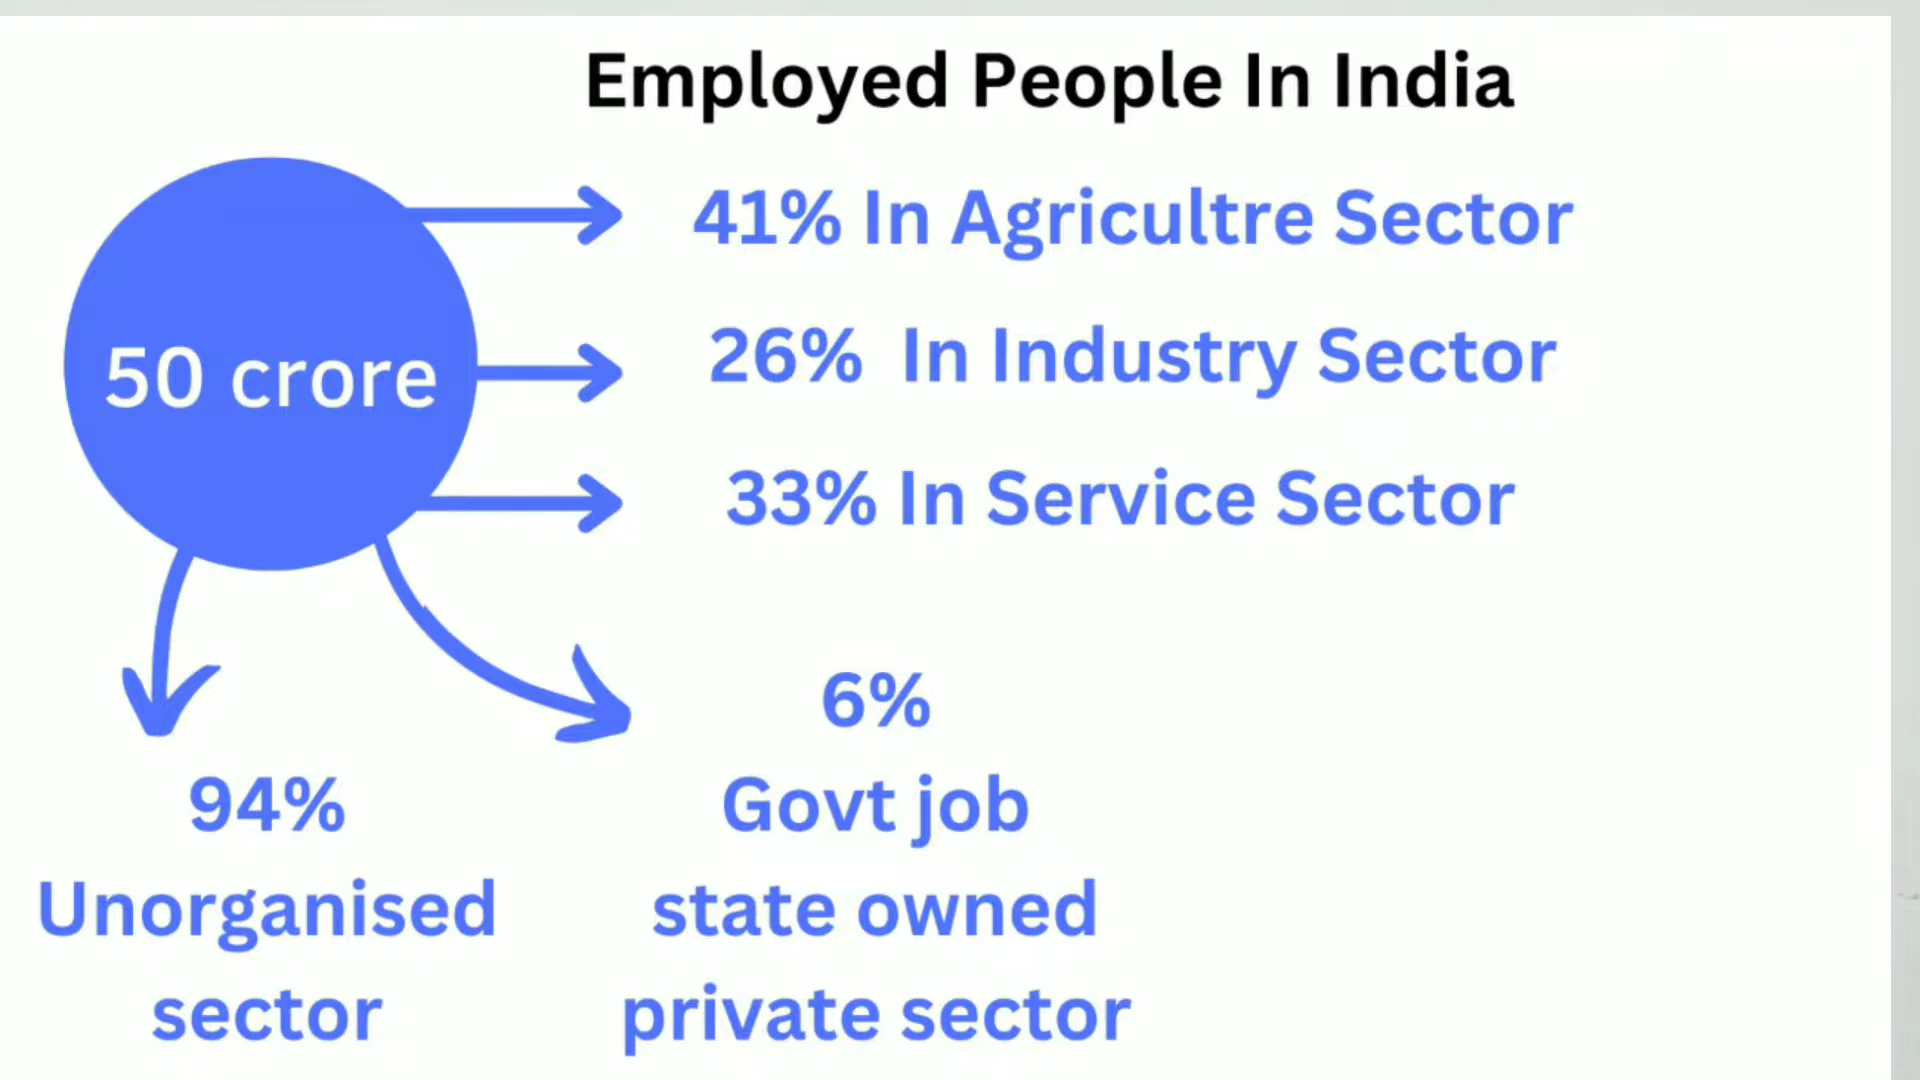 Employed People In India
50 crore
41% In Agricultre Sector
26% In Industry Sector
33% In Service Sector
94%
Unorganised
sector
6%
Govt job
state owned
private sector